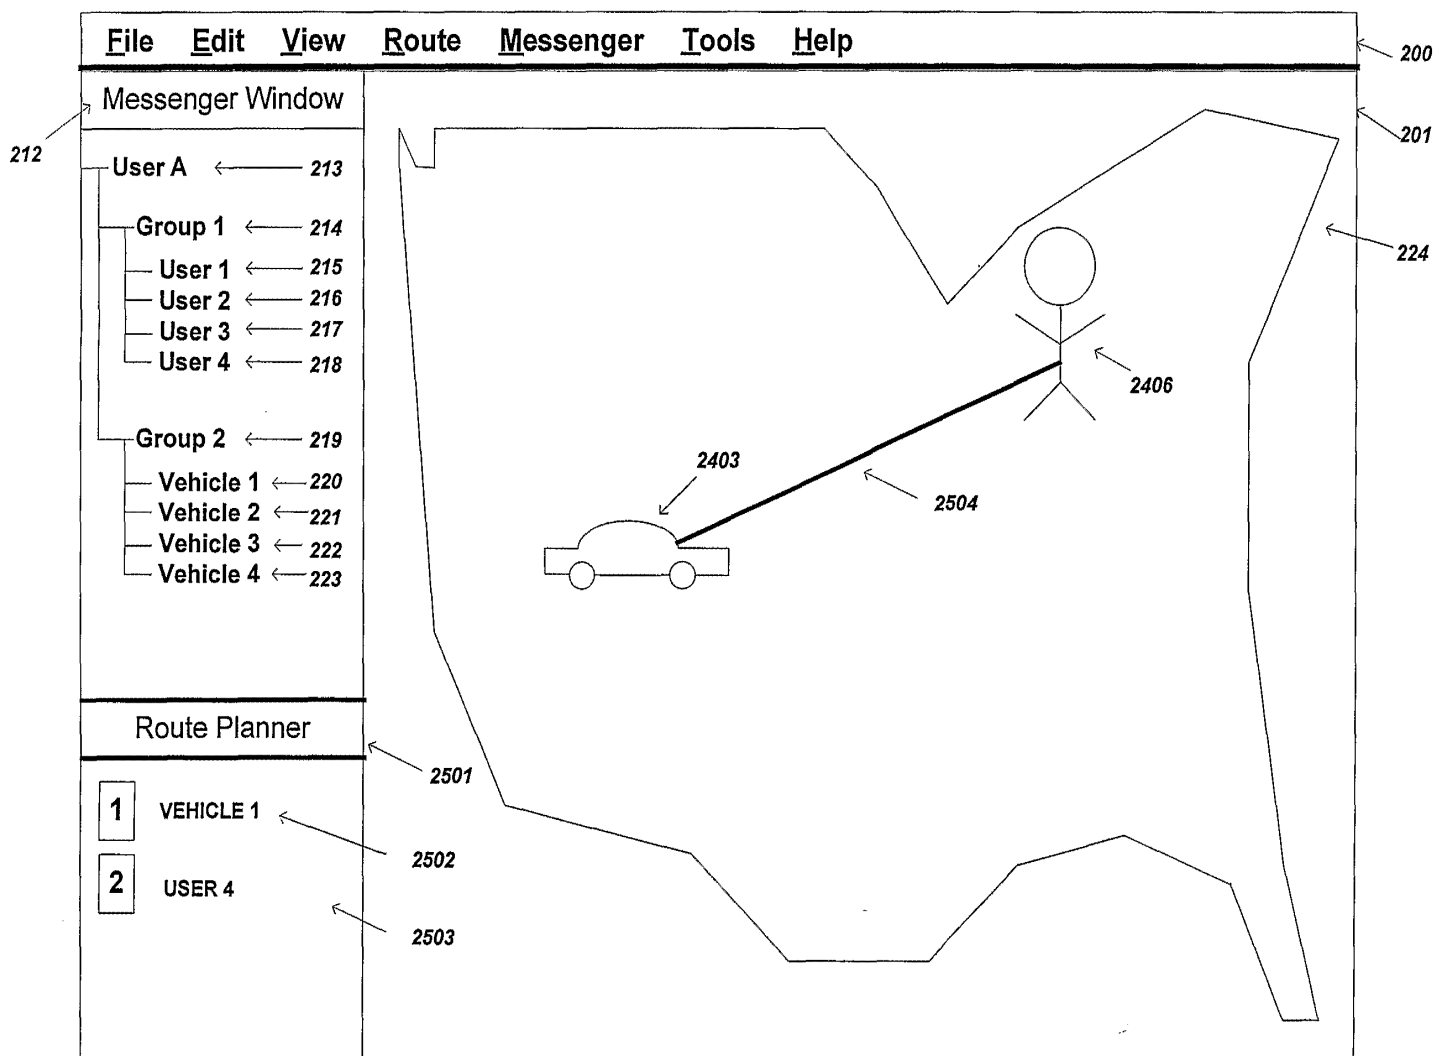 File Edit View Route Messenger Tools Help
200
Messenger Window
201
212
User A 213
Group 1 214
224
User 1 215
User 2 216
User 3 217
User 4 218
2406
Group 2 219
2403
Vehicle 1 220
2504
Vehicle 2 221
Vehicle 3 222
Vehicle 4 223
Route Planner
2501
1 VEHICLE 1
2502
2 USER 4
2503